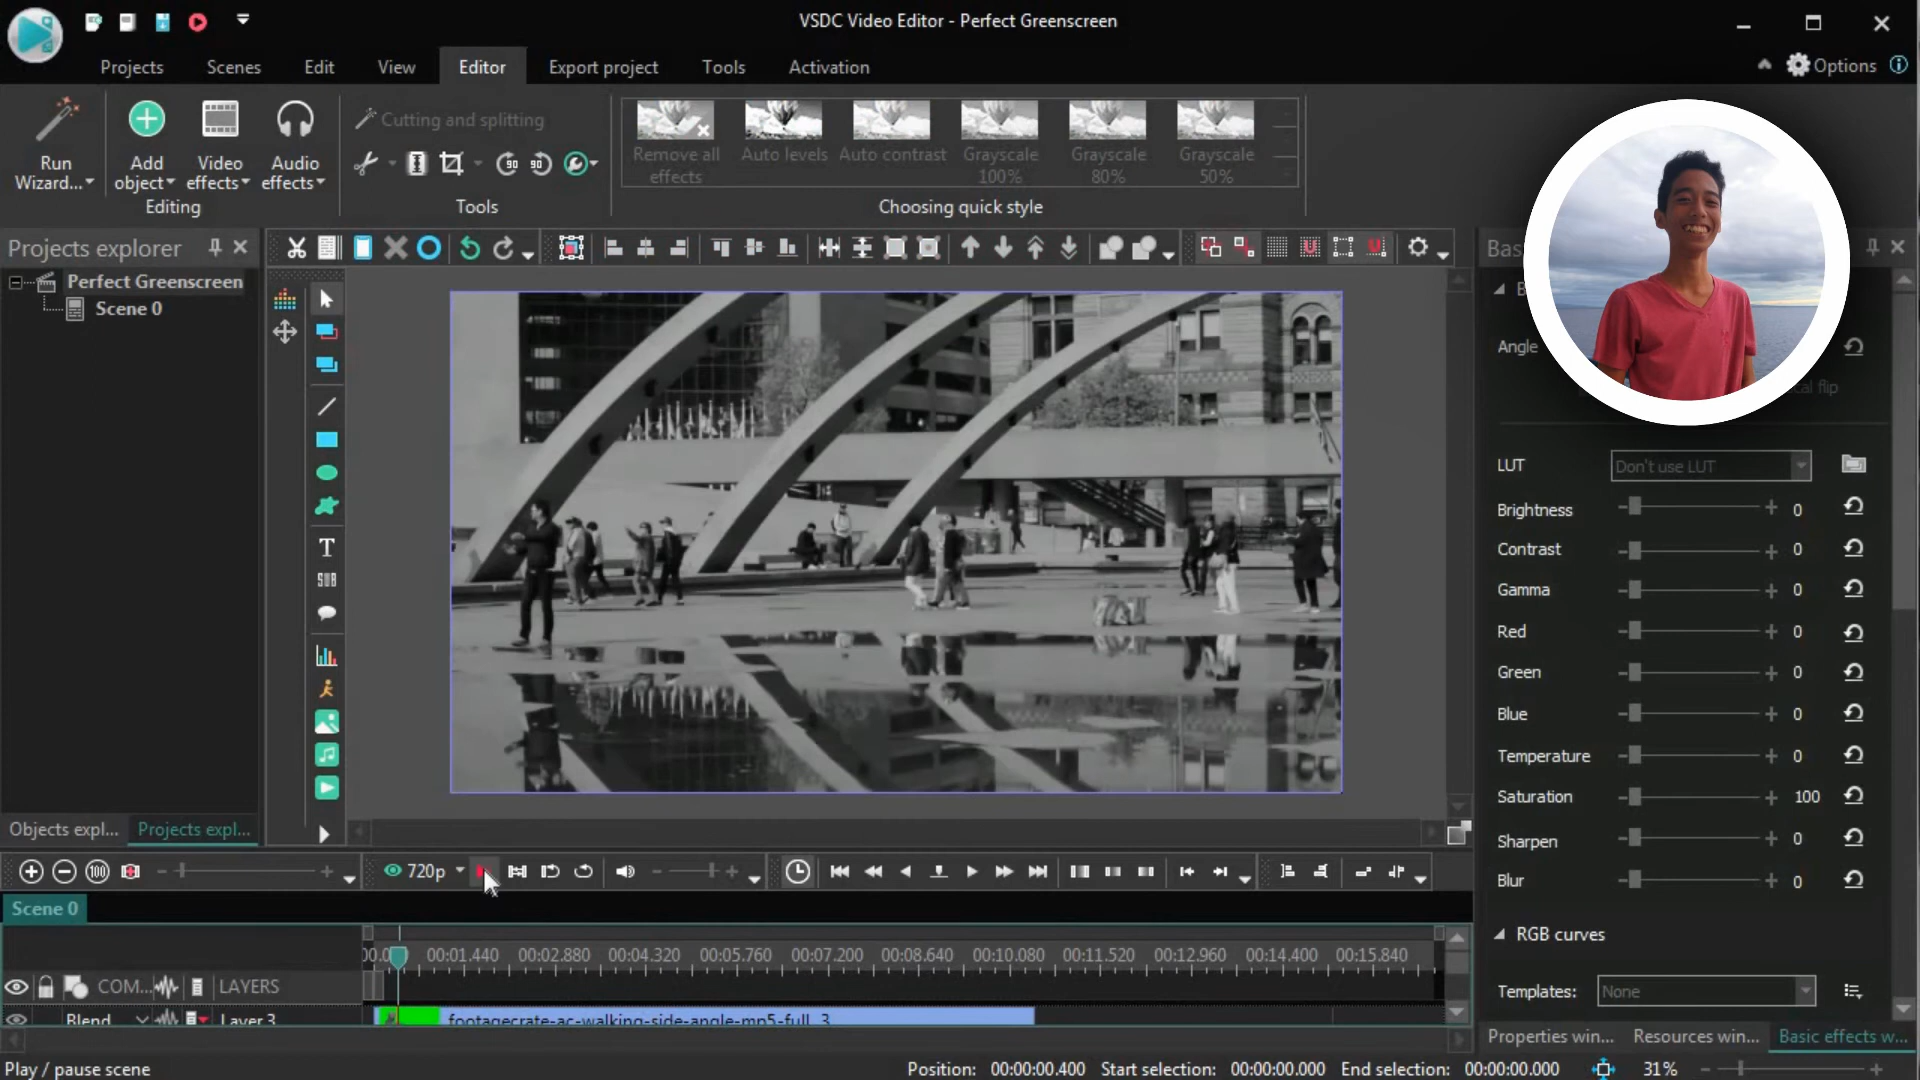 VSDC Video Editor - Perfect Greenscreen
Projects
Scenes
Edit
View
Editor
Export project
Tools
Activation
Options
Run
Wizard...
Add
object
Video
effects
Audio
effects
Editing
Cutting and splitting
90
90
Tools
Remove all
effects
Auto levels
Auto contrast
Grayscale
100%
Grayscale
80%
Grayscale
50%
Choosing quick style
Projects explorer
Perfect Greenscreen
Scene 0
T
SUB
Objects expl...
Projects expl...
Bas
Angle
al flip
LUT
Don't use LUT
Brightness
0
Contrast
0
Gamma
0
Red
0
Green
0
Blue
0
Temperature
0
Saturation
100
Sharpen
0
Blur
0
RGB curves
Templates:
None
Properties win...
Resources win...
Basic effects w...
100
720p
Scene 0
00:01.440
00:02.880
00:04.320
00:05.760
00:07.200
00:08.640
00:10.080
00:11.520
00:12.960
00:14.400
00:15.840
COM...
LAYERS
Blend
Layer 3
footagecrate-ac-walking-side-angle-mp5-full_3
Play / pause scene
Position: 00:00:00.400
Start selection: 00:00:00.000
End selection: 00:00:00.000
31%